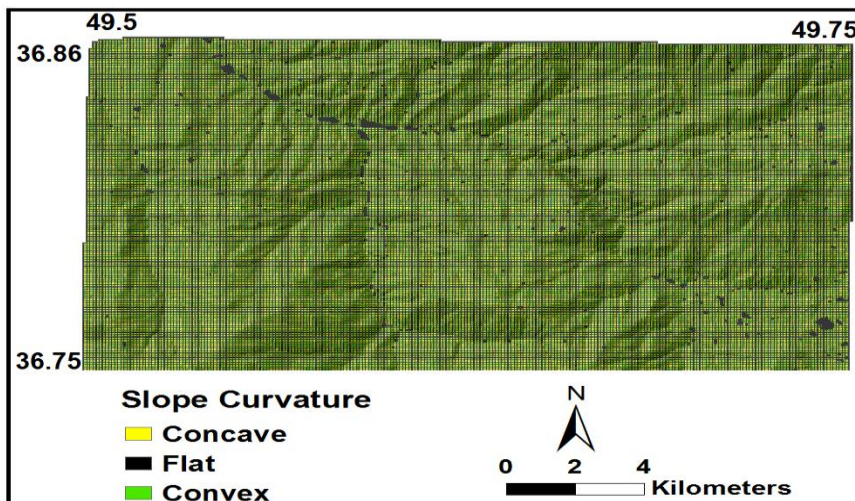 49.5
49.75
36.86
36.75
Slope Curvature
Concave
Flat
Convex
N
0 2 4
Kilometers